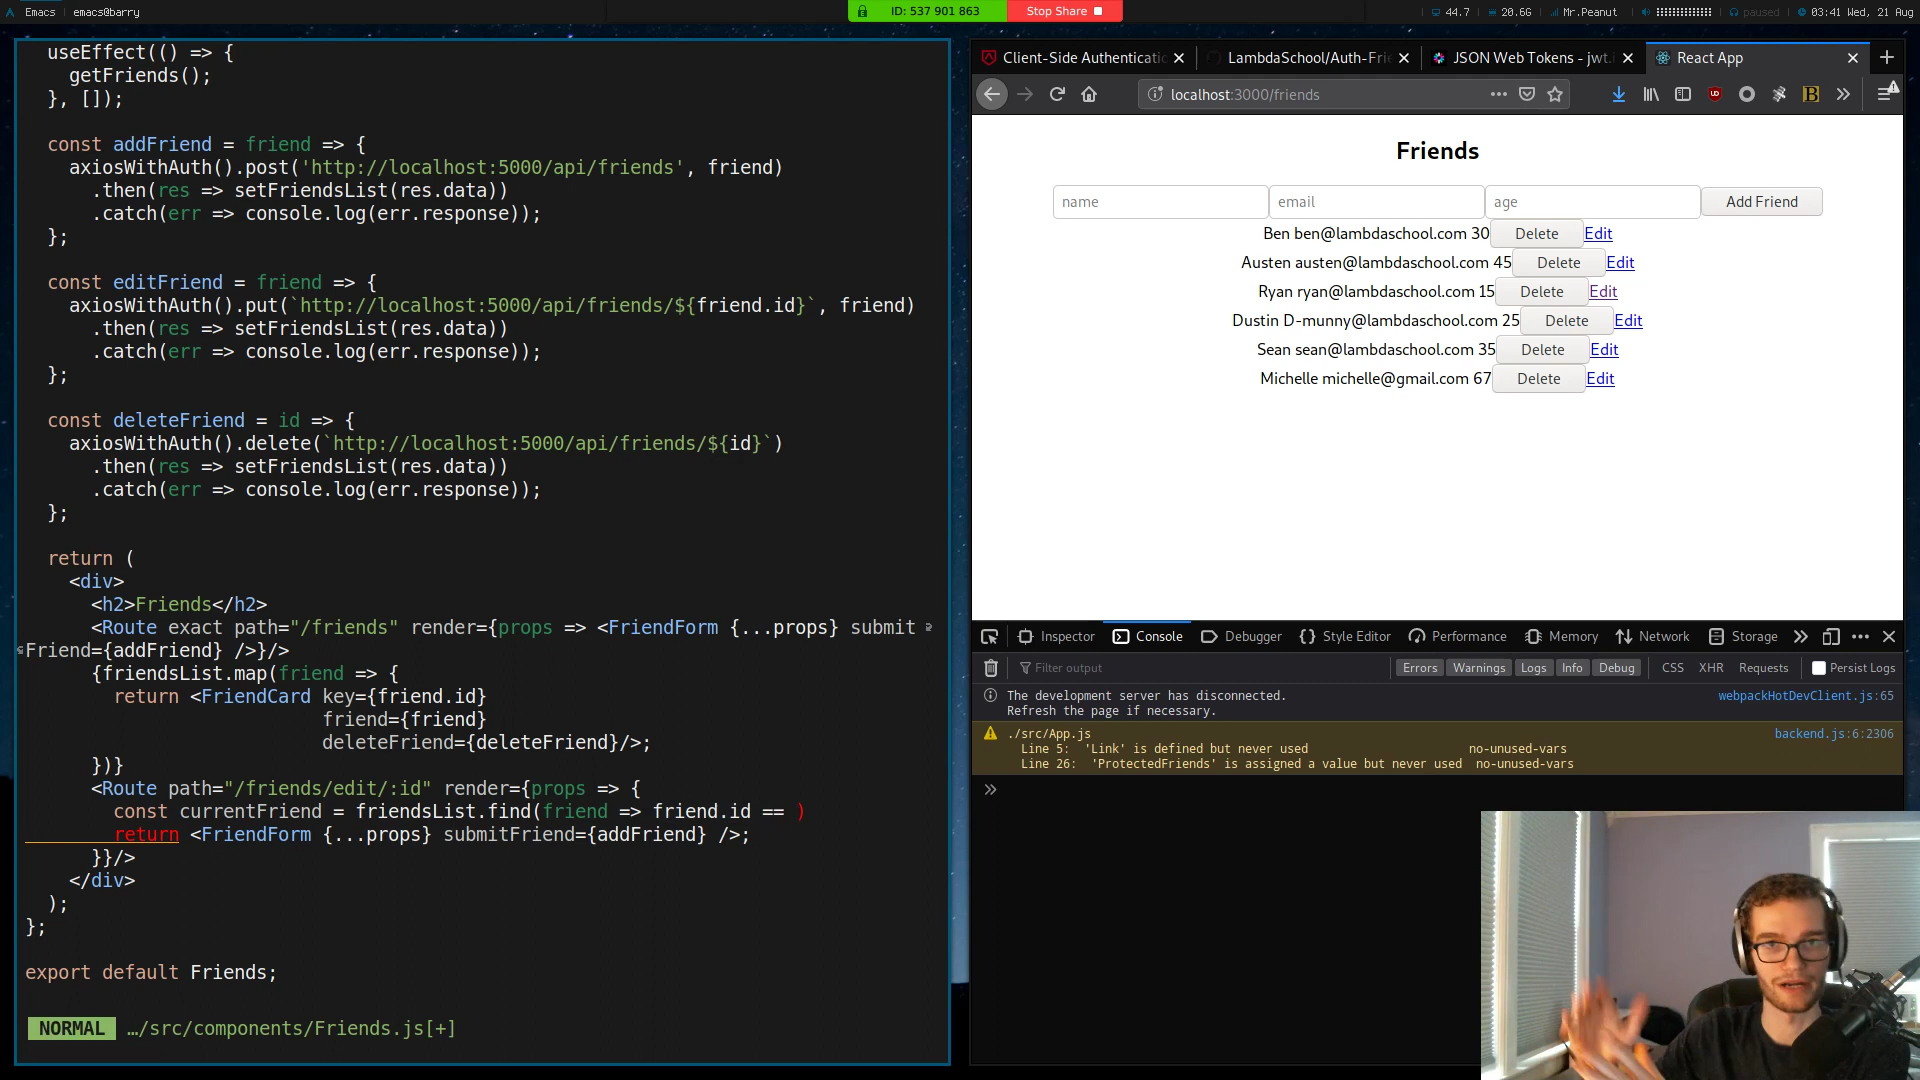 Emacs emacs@barry
ID: 537 901 863 Stop Share
44.7 20.6G Mr.Peanut paused 03:41 Wed, 21 Aug
useEffect(() => {
getFriends();
}, []);
const addFriend = friend => {
axiosWithAuth().post('http://localhost:5000/api/friends', friend)
.then(res => setFriendsList(res.data))
.catch(err => console.log(err.response));
};
const editFriend = friend => {
axiosWithAuth().put(`http://localhost:5000/api/friends/${friend.id}`, friend)
.then(res => setFriendsList(res.data))
.catch(err => console.log(err.response));
};
const deleteFriend = id => {
axiosWithAuth().delete(`http://localhost:5000/api/friends/${id}`)
.then(res => setFriendsList(res.data))
.catch(err => console.log(err.response));
};
return (
<div>
<h2>Friends</h2>
<Route exact path="/friends" render={props => <FriendForm {...props} submit
Friend={addFriend} />}/>
{friendsList.map(friend => {
return <FriendCard key={friend.id}
friend={friend}
deleteFriend={deleteFriend}/>;
})}
<Route path="/friends/edit/:id" render={props => {
const currentFriend = friendsList.find(friend => friend.id == )
return <FriendForm {...props} submitFriend={addFriend} />;
}}/>
</div>
);
};
export default Friends;
NORMAL …/src/components/Friends.js[+]
Client-Side Authenticatio LambdaSchool/Auth-Frie JSON Web Tokens - jwt.i React App
localhost:3000/friends
Friends
name email age Add Friend
Ben ben@lambdaschool.com 30 Delete Edit
Austen austen@lambdaschool.com 45 Delete Edit
Ryan ryan@lambdaschool.com 15 Delete Edit
Dustin D-munny@lambdaschool.com 25 Delete Edit
Sean sean@lambdaschool.com 35 Delete Edit
Michelle michelle@gmail.com 67 Delete Edit
Inspector Console Debugger Style Editor Performance Memory Network Storage
Filter output Errors Warnings Logs Info Debug CSS XHR Requests Persist Logs
The development server has disconnected. webpackHotDevClient.js:65
Refresh the page if necessary.
./src/App.js backend.js:6:2306
Line 5: 'Link' is defined but never used no-unused-vars
Line 26: 'ProtectedFriends' is assigned a value but never used no-unused-vars